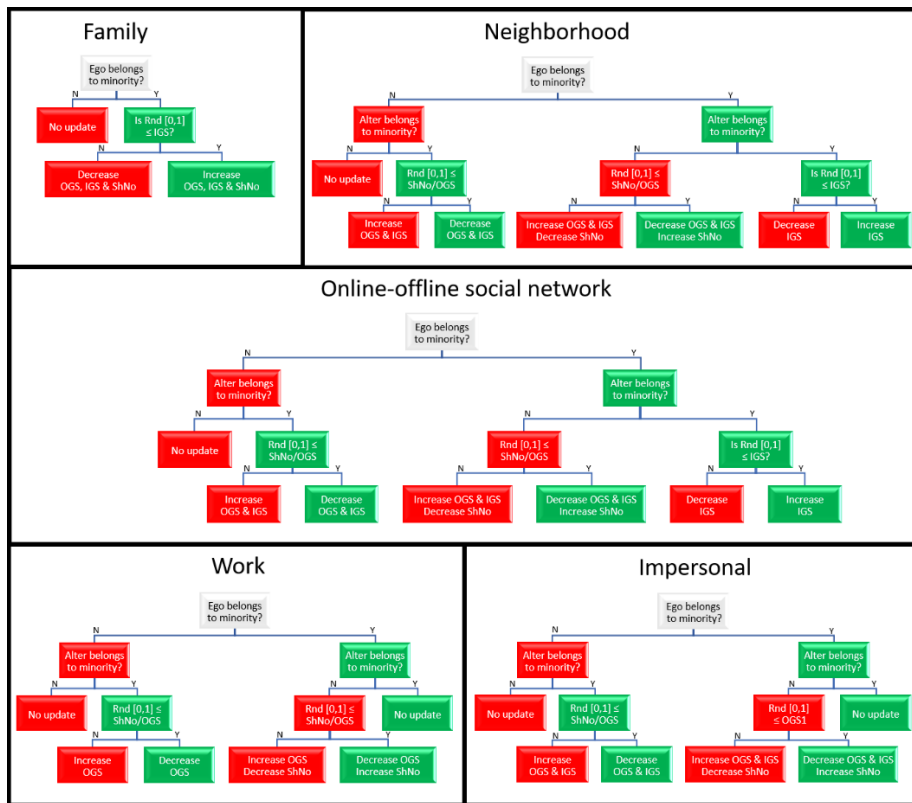 Family
Ego belongs
to minority?
N
Y
No update
Is Rnd [0,1]
≤ IGS?
N
Y
Decrease
OGS, IGS & ShNo
Increase
OGS, IGS & ShNo
Neighborhood
Ego belongs
to minority?
N
Y
Alter belongs
to minority?
Alter belongs
to minority?
N
Y
N
Y
No update
Rnd [0,1] ≤
ShNo/OGS
Rnd [0,1] ≤
ShNo/OGS
Is Rnd [0,1]
≤ IGS?
N
Y
N
Y
N
Y
Increase
OGS & IGS
Decrease
OGS & IGS
Increase OGS & IGS
Decrease ShNo
Decrease OGS & IGS
Increase ShNo
Decrease
IGS
Increase
IGS
Online-offline social network
Ego belongs
to minority?
N
Y
Alter belongs
to minority?
Alter belongs
to minority?
N
Y
N
Y
No update
Rnd [0,1] ≤
ShNo/OGS
Rnd [0,1] ≤
ShNo/OGS
Is Rnd [0,1]
≤ IGS?
N
Y
N
Y
N
Y
Increase
OGS & IGS
Decrease
OGS & IGS
Increase OGS & IGS
Decrease ShNo
Decrease OGS & IGS
Increase ShNo
Decrease
IGS
Increase
IGS
Work
Ego belongs
to minority?
N
Y
Alter belongs
to minority?
Alter belongs
to minority?
N
Y
N
Y
No update
Rnd [0,1] ≤
ShNo/OGS
Rnd [0,1] ≤
ShNo/OGS
No update
N
Y
N
Y
Increase
OGS
Decrease
OGS
Increase OGS
Decrease ShNo
Decrease OGS
Increase ShNo
Impersonal
Ego belongs
to minority?
N
Y
Alter belongs
to minority?
Alter belongs
to minority?
N
Y
N
Y
No update
Rnd [0,1] ≤
ShNo/OGS
Rnd [0,1]
≤ OGS1
No update
N
Y
N
Y
Increase
OGS & IGS
Decrease
OGS & IGS
Increase OGS & IGS
Decrease ShNo
Decrease OGS & IGS
Increase ShNo